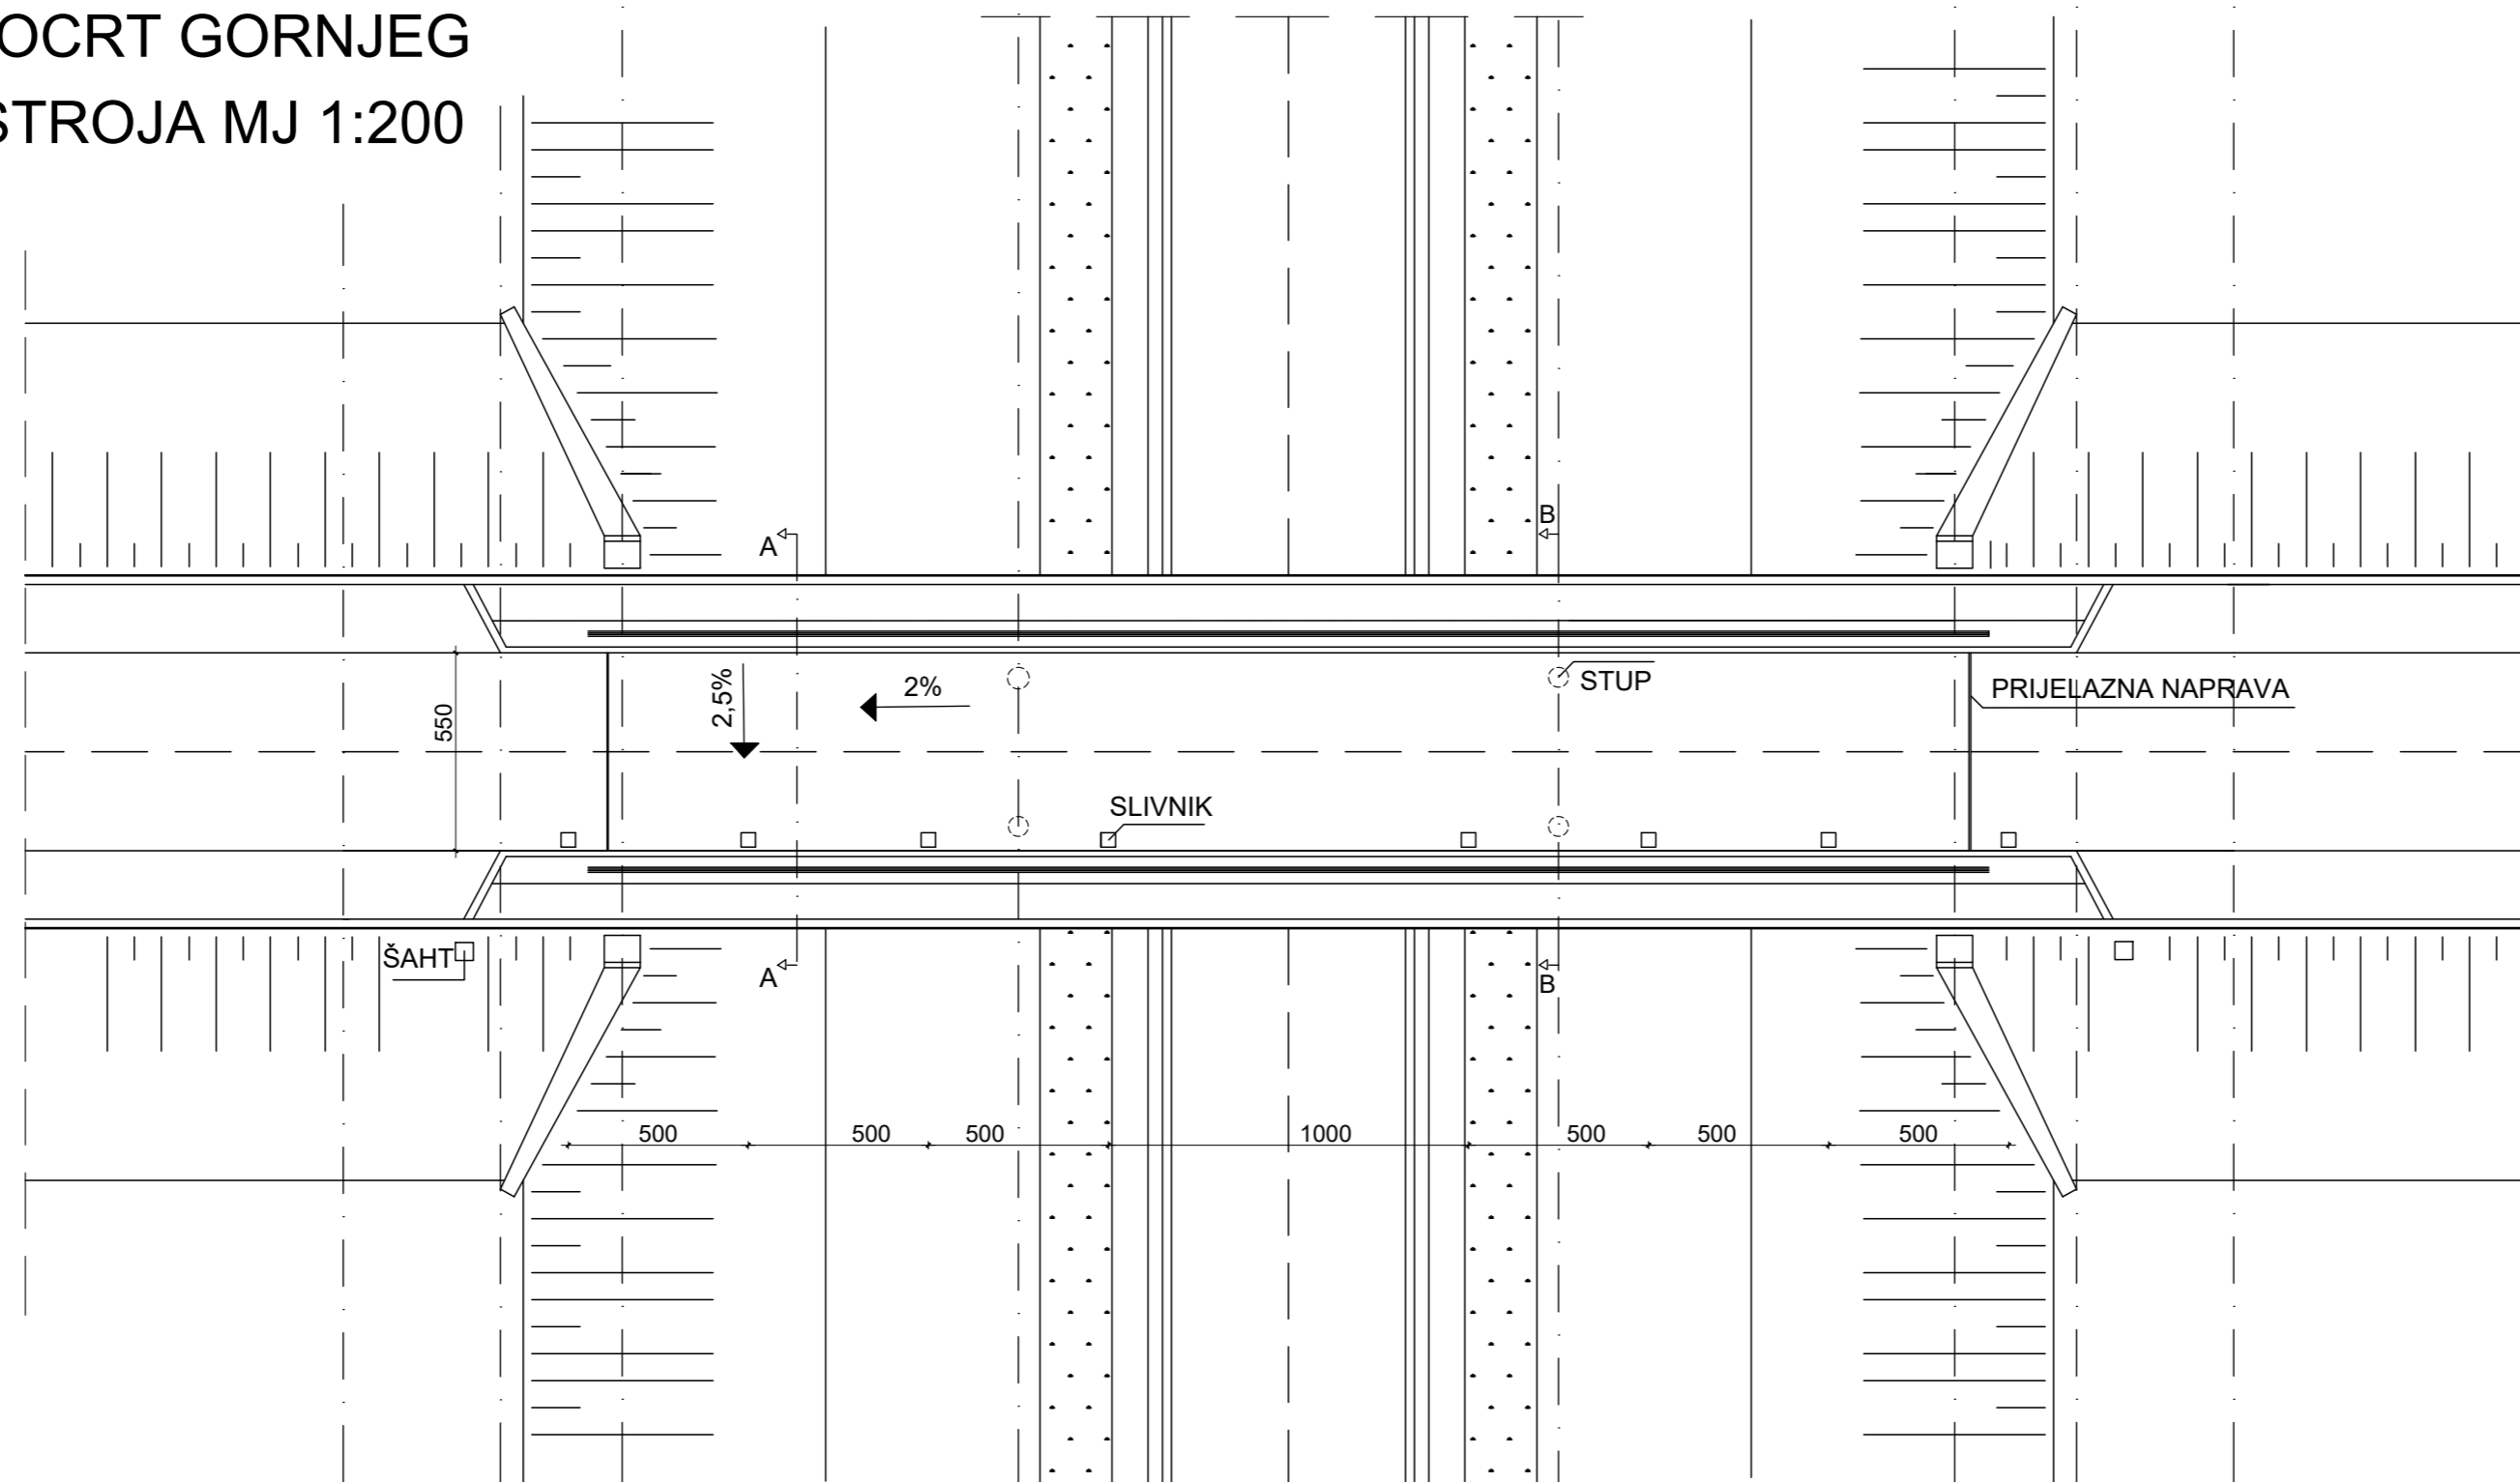 OCRT GORNJEG
STROJA MJ 1:200
A
B
2,5%
2%
STUP
PRIJELAZNA NAPRAVA
550
SLIVNIK
ŠAHT
A
B
500
500
500
1000
500
500
500